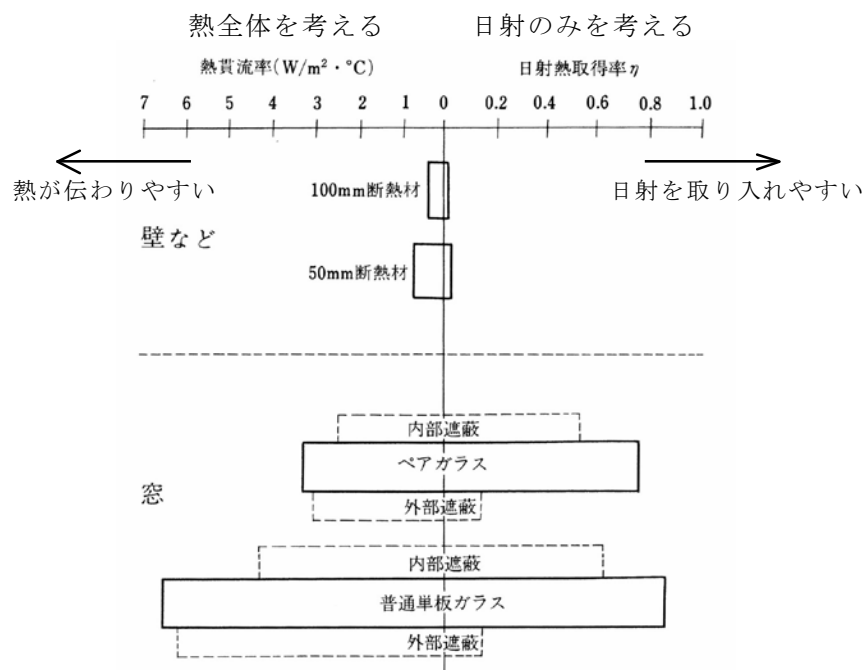 熱全体を考える 日射のみを考える
熱貫流率(W/m²・°C) 日射熱取得率η
7 6 5 4 3 2 1 0 0.2 0.4 0.6 0.8 1.0
熱が伝わりやすい 100mm断熱材 日射を取り入れやすい
壁など
50mm断熱材
内部遮蔽
ペアガラス
窓
外部遮蔽
内部遮蔽
普通単板ガラス
外部遮蔽